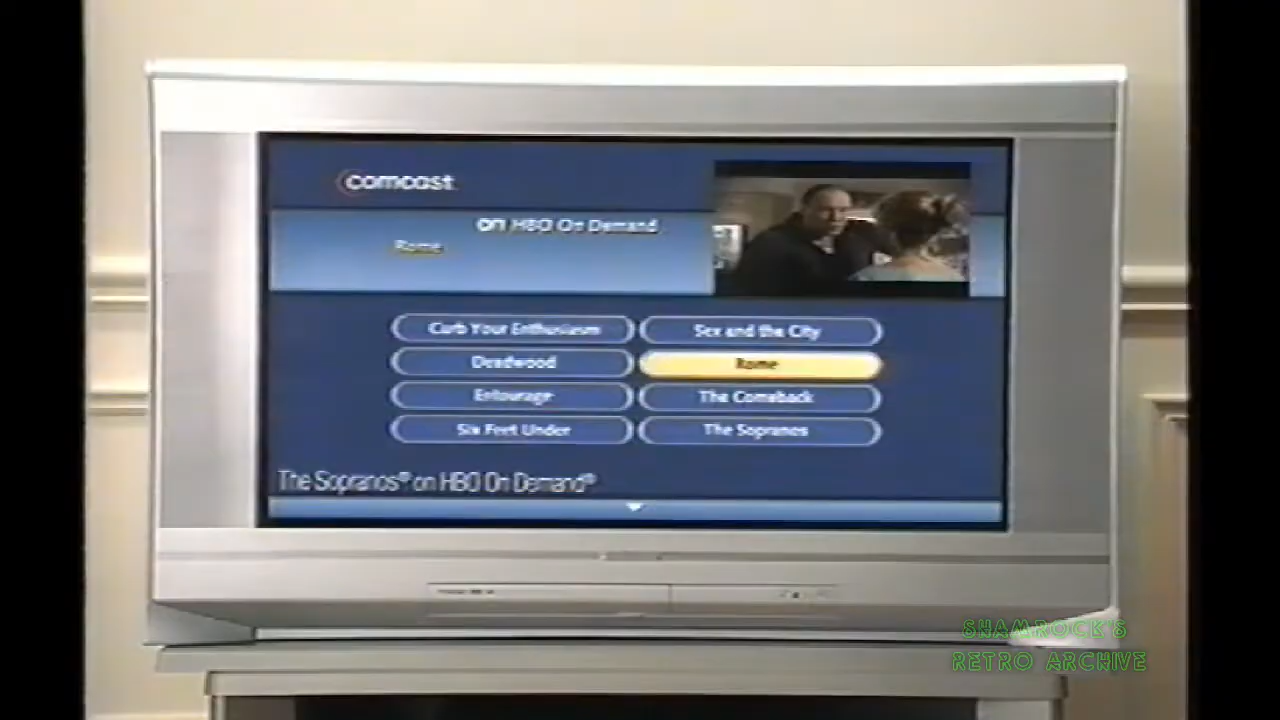 comcast
on HBO On Demand
Rome
Curb Your Enthusiasm
Sex and the City
Deadwood
Rome
Entourage
The Comeback
Six Feet Under
The Sopranos
The Sopranos® on HBO On Demand®
SHAMROCK'S
RETRO ARCHIVE